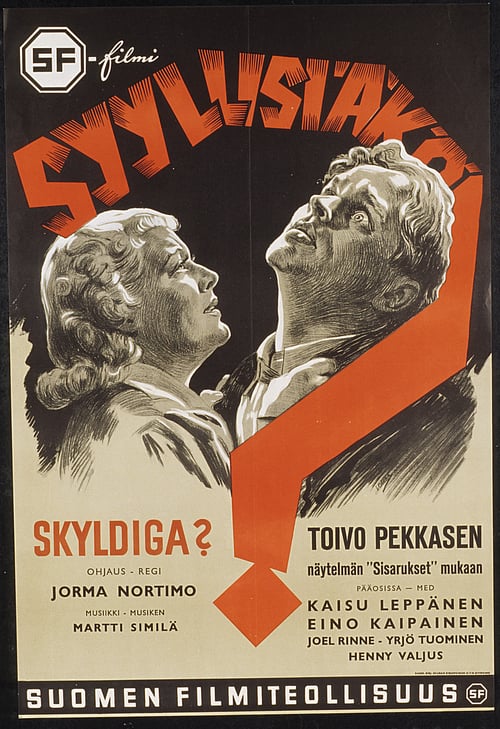 SF-filmi
SYYLLISIÄKÖ?
SKYLDIGA?
OHJAUS - REGI
JORMA NORTIMO
MUSIIKKI - MUSIKEN
MARTTI SIMILÄ
TOIVO PEKKASEN
näytelmän "Sisarukset" mukaan
PÄÄOSISSA — MED
KAISU LEPPÄNEN
EINO KAIPAINEN
JOEL RINNE - YRJÖ TUOMINEN
HENNY VALJUS
SUOMEN FILMITEOLLISUUS SF